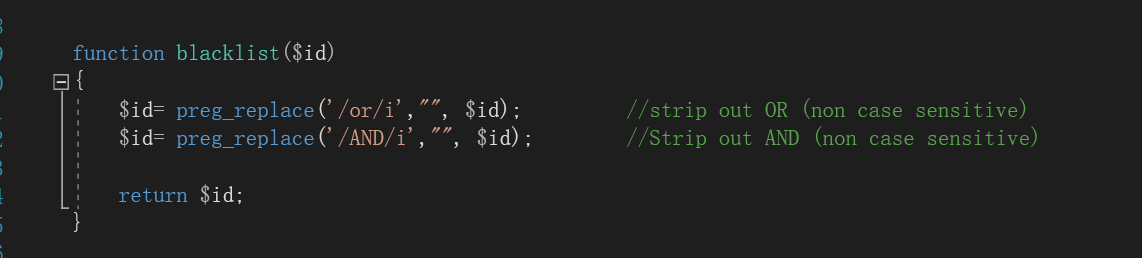 function blacklist($id)
{
$id= preg_replace('/or/i',"", $id); //strip out OR (non case sensitive)
$id= preg_replace('/AND/i',"", $id); //Strip out AND (non case sensitive)
return $id;
}